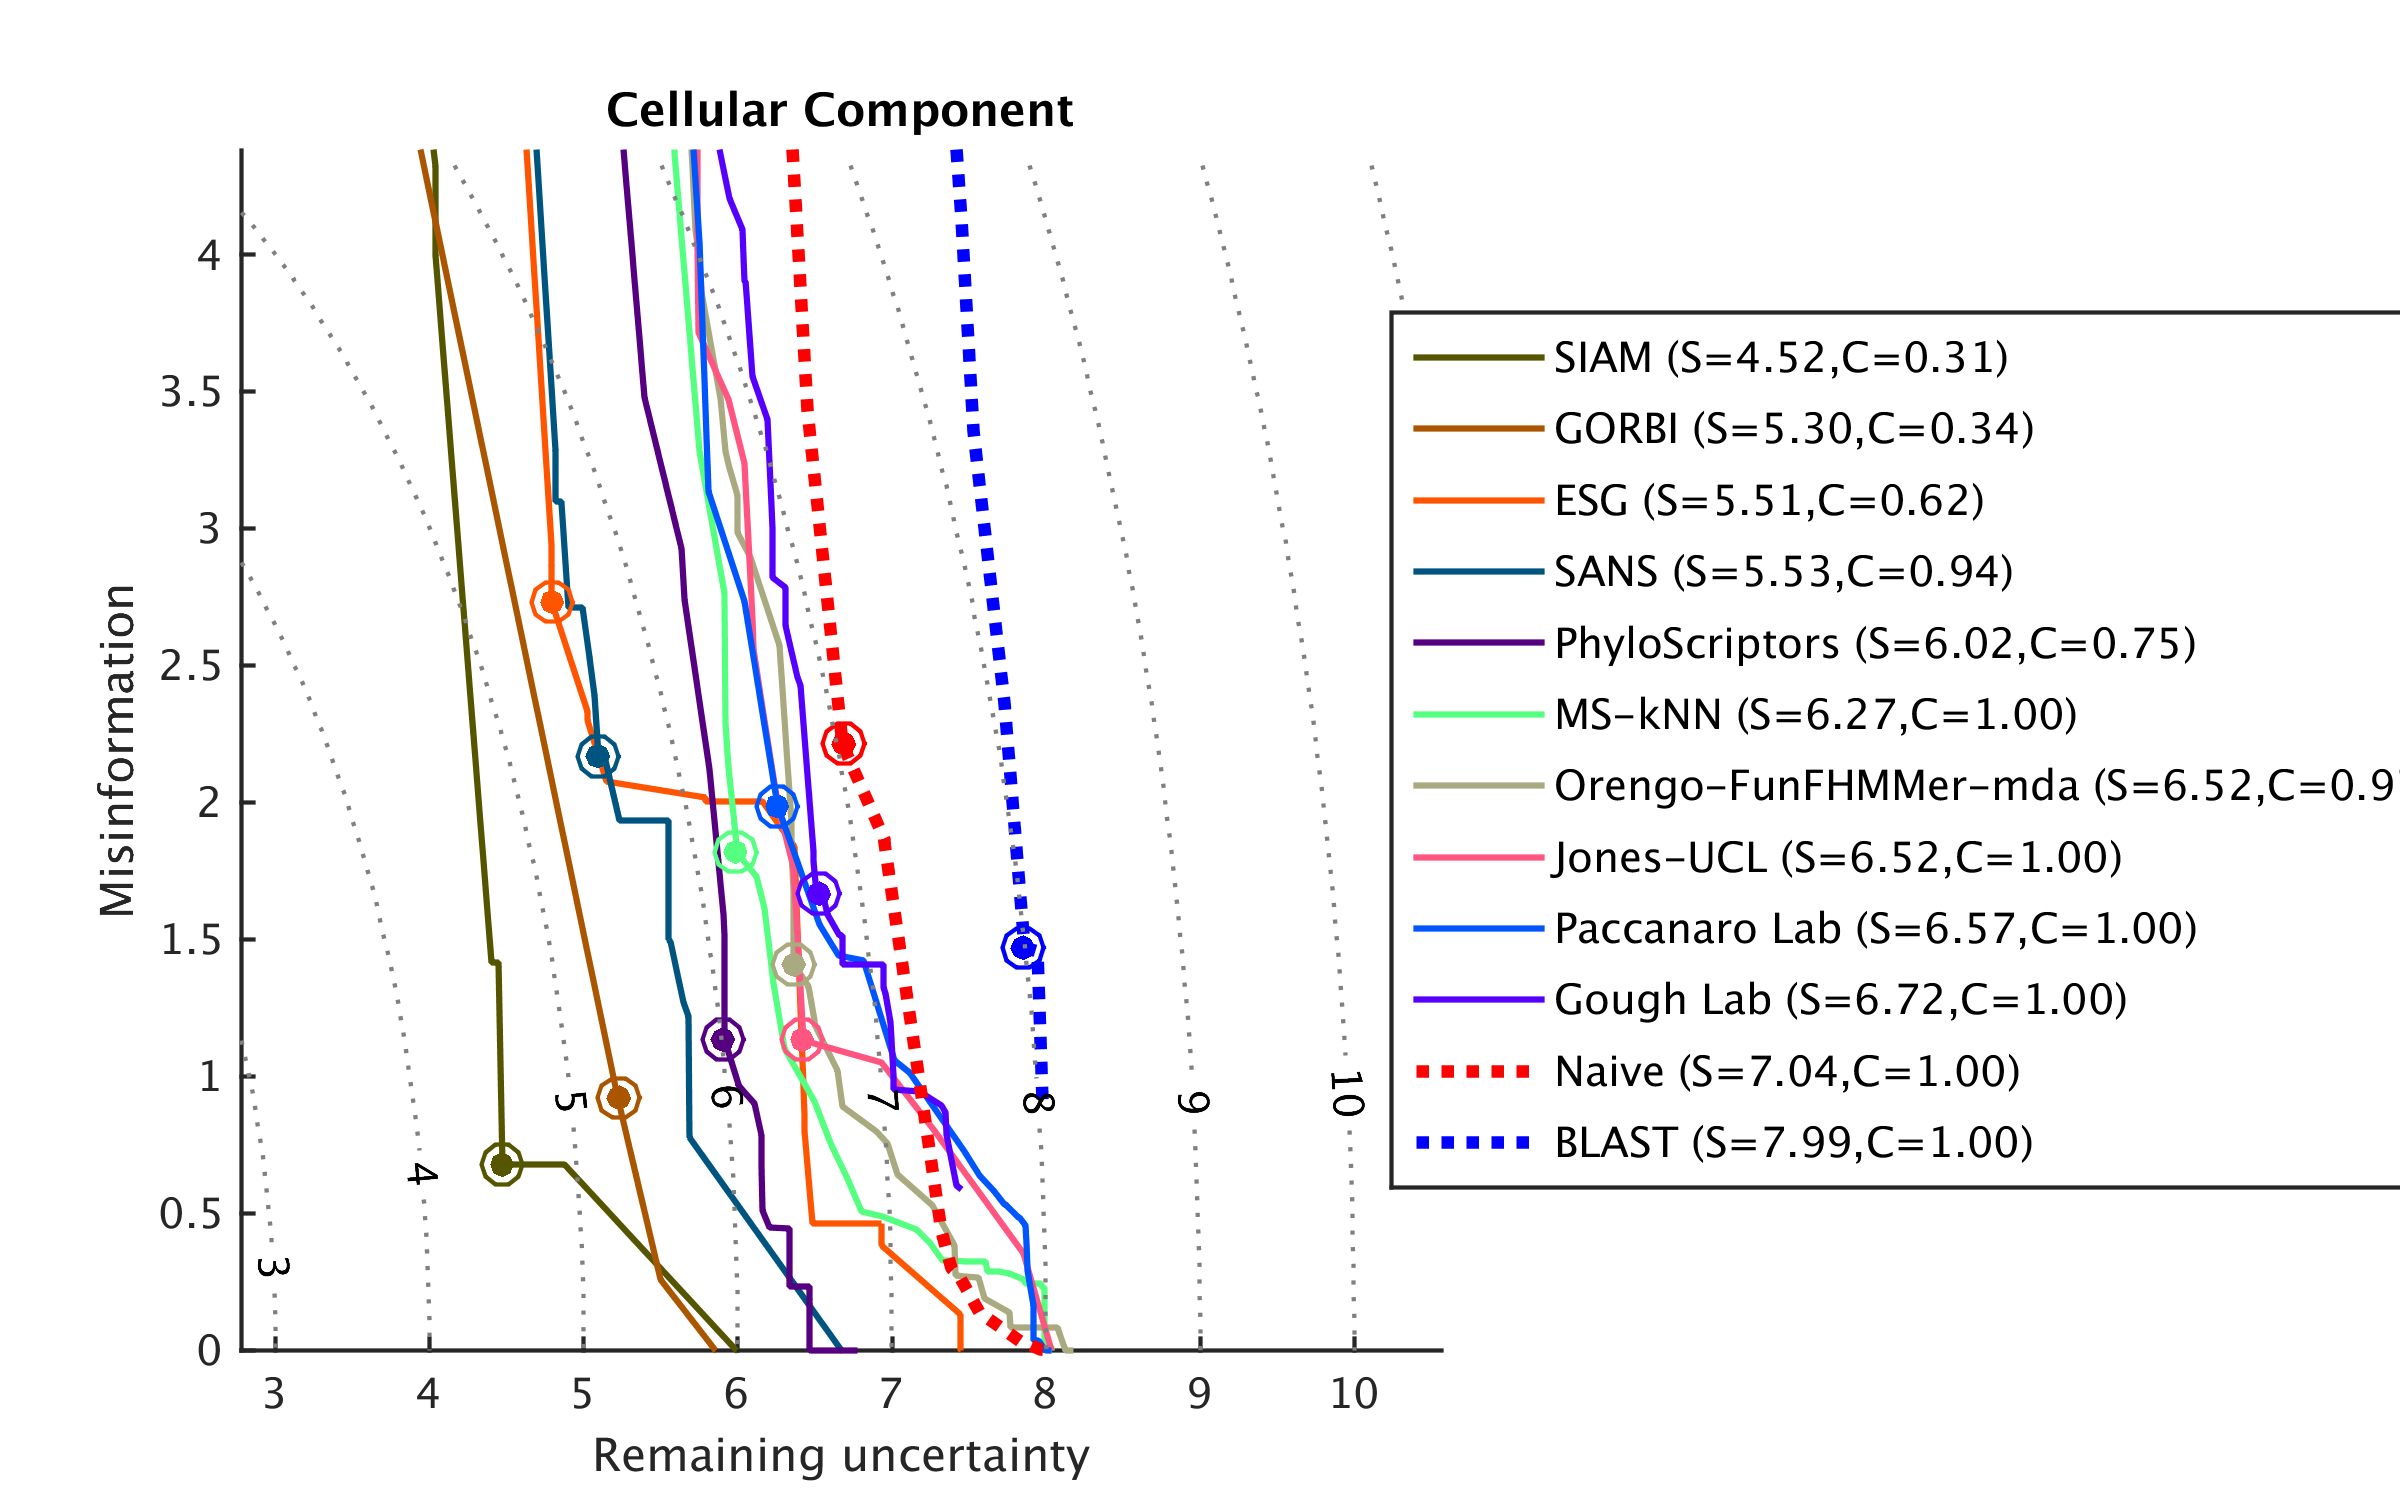 Cellular Component
Misinformation
4
3.5
3
2.5
2
1.5
1
0.5
0
3
4
5
6
7
8
9
10
3 4 5 6 7 8 9 10
Remaining uncertainty
SIAM (S=4.52,C=0.31)
GORBI (S=5.30,C=0.34)
ESG (S=5.51,C=0.62)
SANS (S=5.53,C=0.94)
PhyloScriptors (S=6.02,C=0.75)
MS-kNN (S=6.27,C=1.00)
Orengo-FunFHMMer-mda (S=6.52,C=0.9
Jones-UCL (S=6.52,C=1.00)
Paccanaro Lab (S=6.57,C=1.00)
Gough Lab (S=6.72,C=1.00)
Naive (S=7.04,C=1.00)
BLAST (S=7.99,C=1.00)